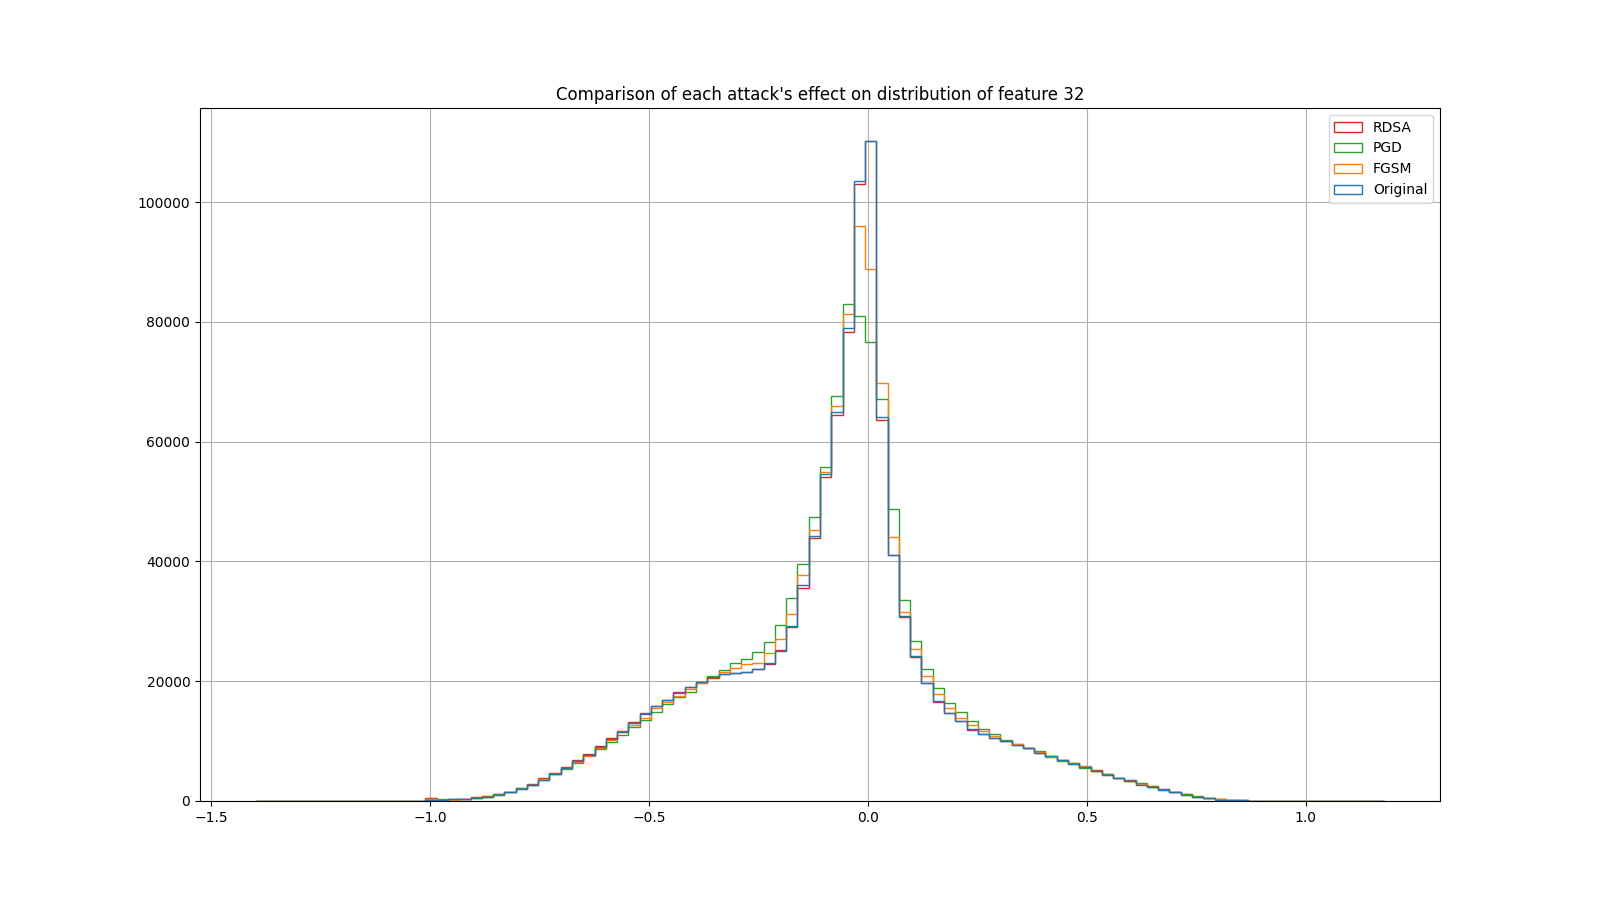 Comparison of each attack's effect on distribution of feature 32
RDSA
PGD
FGSM
Original
100000
80000
60000
40000
20000
0
−1.5
−1.0
−0.5
0.0
0.5
1.0